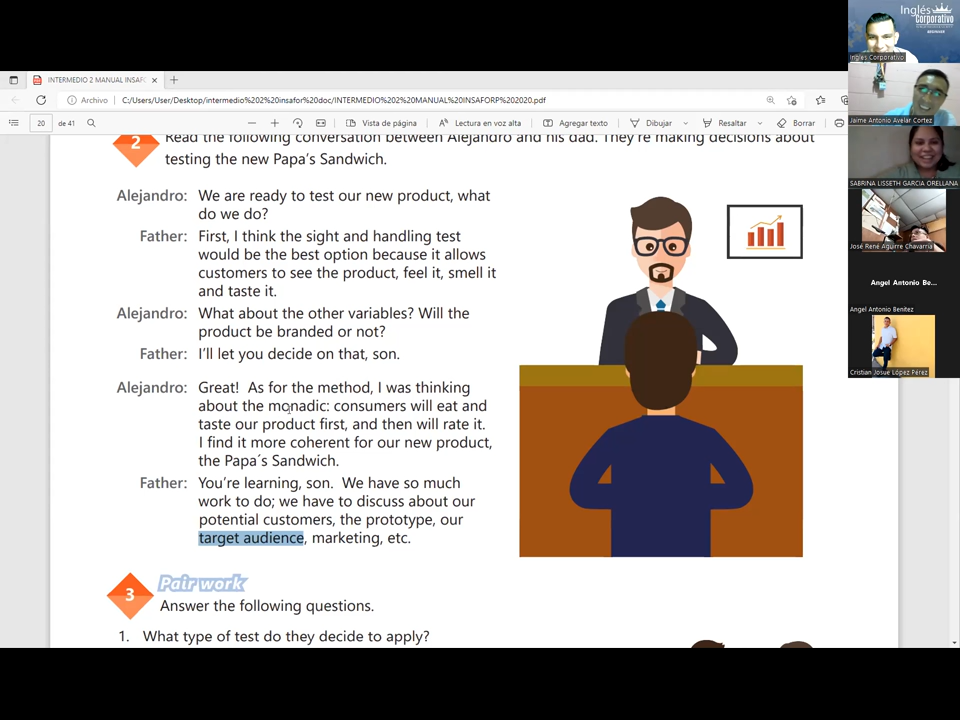 INTERMEDIO 2 MANUAL INSAF
Archivo
C:/Users/User/Desktop/intermedio%202%20insafor%20doc/INTERMEDIO%202%20MANUAL%20INSAFORP%202020.pdf
20 de 41
Vista de página
Lectura en voz alta
Agregar texto
Dibujar
Resaltar
Borrar
2
Read the following conversation between Alejandro and his dad. They're making decisions about
testing the new Papa's Sandwich.
Alejandro: We are ready to test our new product, what
do we do?
Father: First, I think the sight and handling test
would be the best option because it allows
customers to see the product, feel it, smell it
and taste it.
Alejandro: What about the other variables? Will the
product be branded or not?
Father: I'll let you decide on that, son.
Alejandro: Great! As for the method, I was thinking
about the monadic: consumers will eat and
taste our product first, and then will rate it.
I find it more coherent for our new product,
the Papa´s Sandwich.
Father: You're learning, son. We have so much
work to do; we have to discuss about our
potential customers, the prototype, our
target audience, marketing, etc.
3
Pair work
Answer the following questions.
1. What type of test do they decide to apply?
Inglés
Corporativo
Inglés Corporativo
Jaime Antonio Avelar Cortez
SABRINA LISSETH GARCIA ORELLANA
José René Aguirre Chavarria
Angel Antonio Be...
Angel Antonio Benitez
Cristian Josue López Pérez